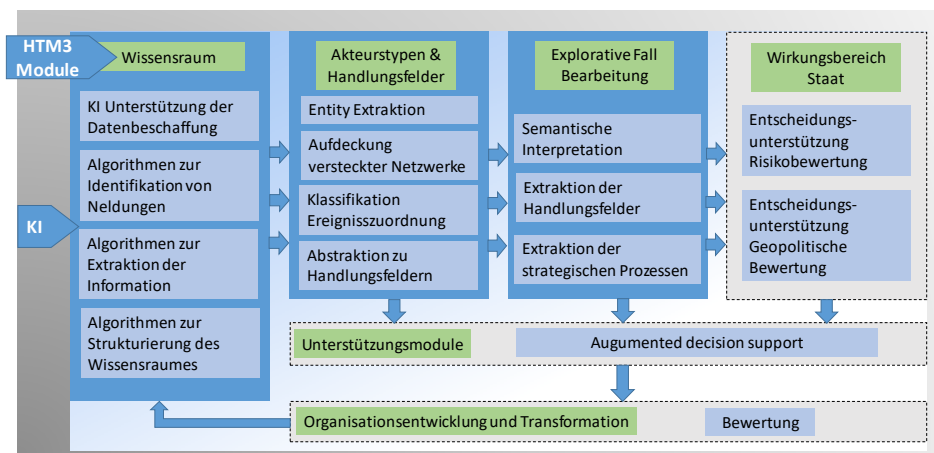 HTM3
Module
KI
Wissensraum
KI Unterstützung der
Datenbeschaffung
Algorithmen zur
Identifikation von
Neldungen
Algorithmen zur
Extraktion der
Information
Algorithmen zur
Strukturierung des
Wissensraumes
Akteurstypen &
Handlungsfelder
Entity Extraktion
Aufdeckung
versteckter Netzwerke
Klassifikation
Ereigniszuordnung
Abstraktion zu
Handlungsfeldern
Explorative Fall
Bearbeitung
Semantische
Interpretation
Extraktion der
Handlungsfelder
Extraktion der
strategischen Prozessen
Wirkungsbereich
Staat
Entscheidungs-
unterstützung
Risikobewertung
Entscheidungs-
unterstützung
Geopolitische
Bewertung
Unterstützungsmodule
Augumented decision support
Organisationsentwicklung und Transformation
Bewertung